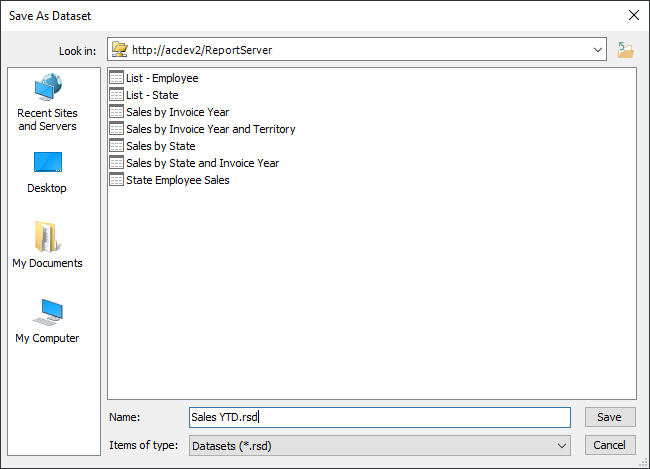 Save As Dataset
Look in:
http://acdev2/ReportServer
Recent Sites
and Servers
Desktop
My Documents
My Computer
List - Employee
List - State
Sales by Invoice Year
Sales by Invoice Year and Territory
Sales by State
Sales by State and Invoice Year
State Employee Sales
Name:
Sales YTD.rsd
Save
Items of type:
Datasets (*.rsd)
Cancel